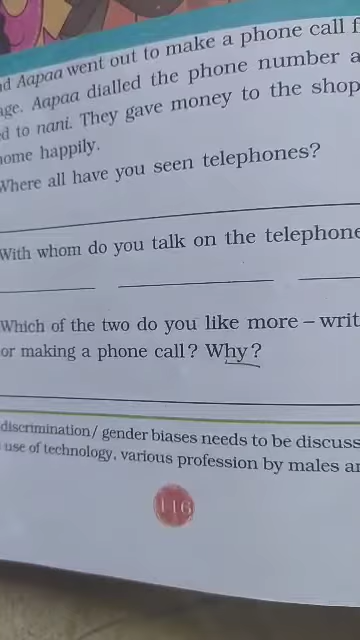 Aapaa went out to make a phone call
Aapaa dialled the phone number
to nani. They gave money to the shop
happily.
Where all have you seen telephones?
With whom do you talk on the telephone
Which of the two do you like more – writ
or making a phone call? Why?
discrimination/ gender biases needs to be discuss
use of technology, various profession by males
116